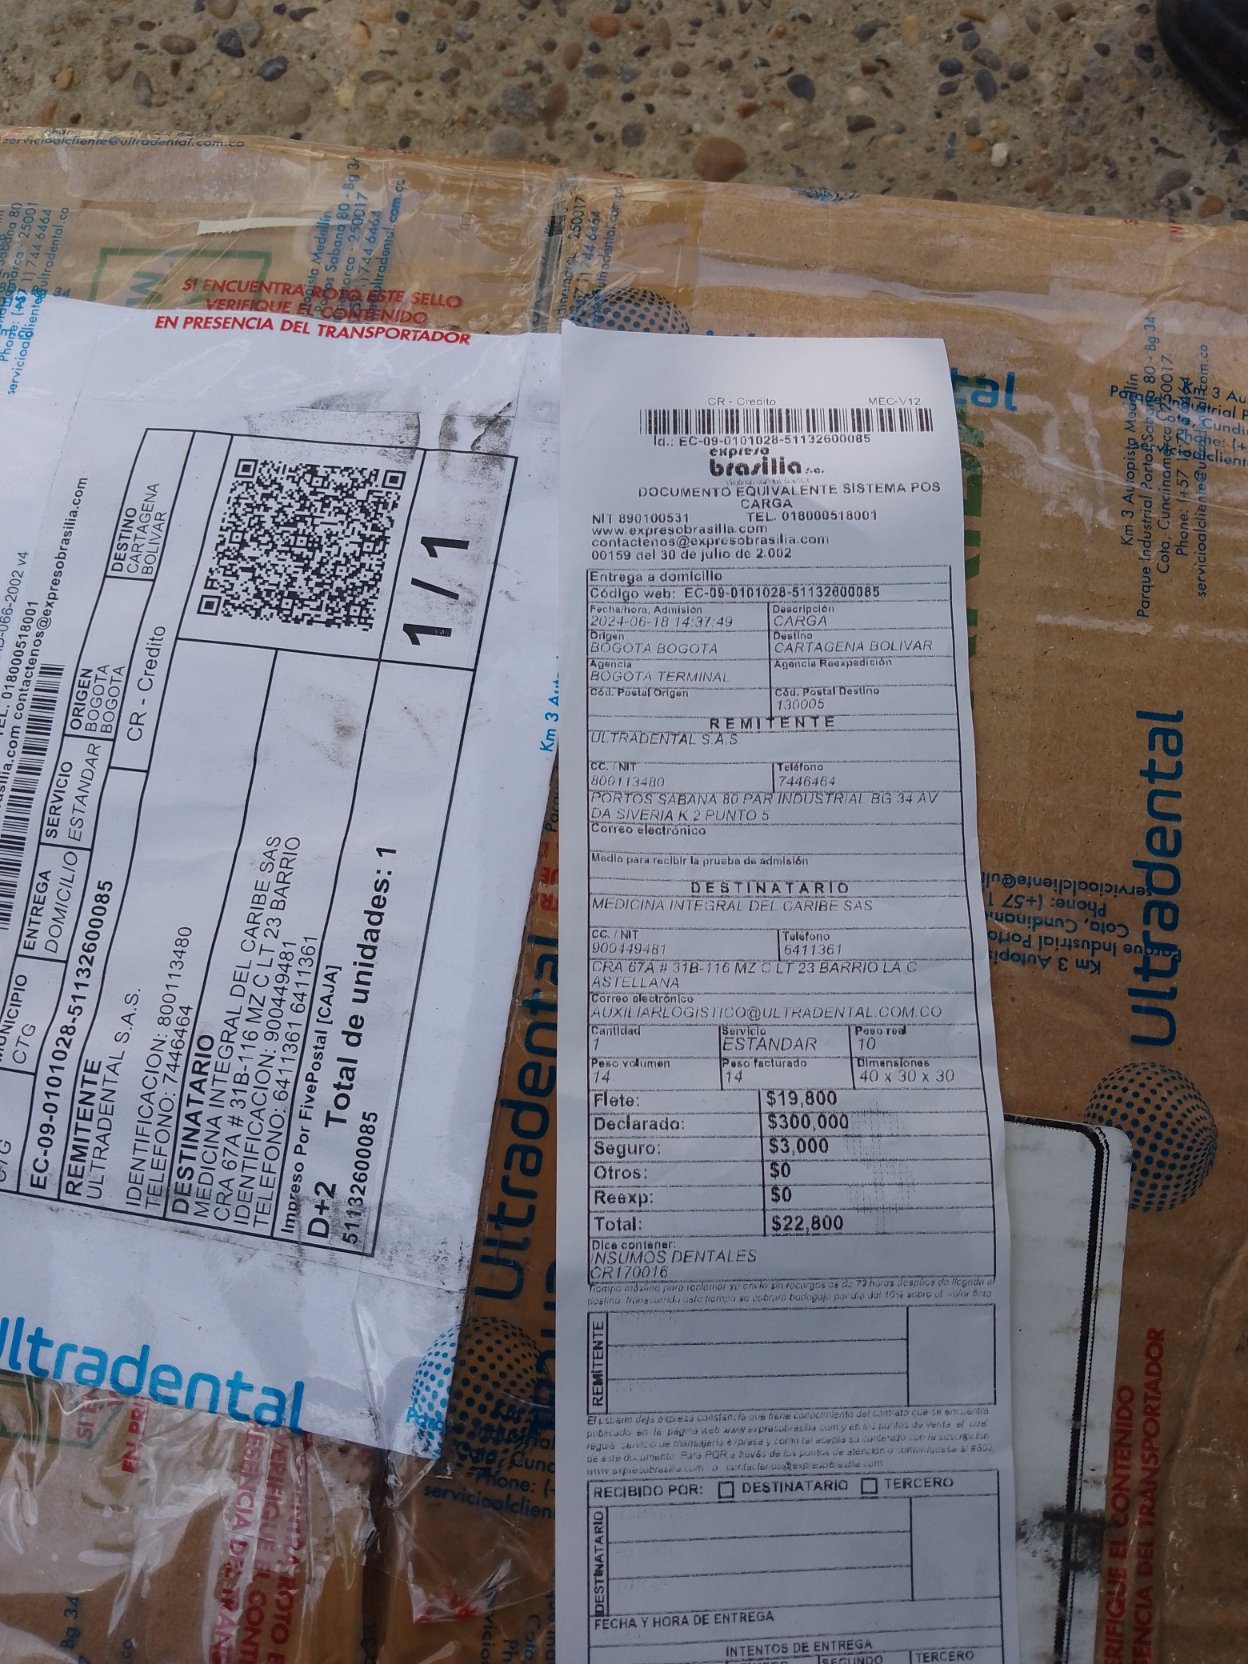 servicioalcliente@ultradental.com.co
SI ENCUENTRA ROTO ESTE SELLO
VERIFIQUE EL CONTENIDO
EN PRESENCIA DEL TRANSPORTADOR
CR - Credito MEC-V12
Id.: EC-09-0101028-51132600085
expreso
brasilia s.a.
DOCUMENTO EQUIVALENTE SISTEMA POS
CARGA
NIT 890100531 TEL. 018000518001
www.expresobrasilia.com
contactenos@expresobrasilia.com
00159 del 30 de julio de 2.002
Entrega a domicilio
Código web: EC-09-0101028-51132600085
Fecha/hora. Admisión Descripción
2024-06-18 14:37:49 CARGA
Origen Destino
BOGOTA BOGOTA CARTAGENA BOLIVAR
Agencia Agencia Reexpedición
BOGOTA TERMINAL
Cód. Postal Origen Cód. Postal Destino
130005
REMITENTE
ULTRADENTAL S.A.S.
CC. / NIT Teléfono
800113480 7446464
PORTOS SABANA 80 PAR INDUSTRIAL BG 34 AV
DA SIVERIA K 2 PUNTO 5
Correo electrónico
Medio para recibir la prueba de admisión
DESTINATARIO
MEDICINA INTEGRAL DEL CARIBE SAS
CC. / NIT Teléfono
900449481 6411361
CRA 67A # 31B-116 MZ C LT 23 BARRIO LA C
ASTELLANA
Correo electrónico
AUXILIARLOGISTICO@ULTRADENTAL.COM.CO
Cantidad Servicio Peso real
1 ESTANDAR 10
Peso volumen Peso facturado Dimensiones
14 14 40 x 30 x 30
Flete: $19,800
Declarado: $300,000
Seguro: $3,000
Otros: $0
Reexp: $0
Total: $22,800
Dice contener:
INSUMOS DENTALES
CR170016
REMITENTE
RECIBIDO POR: DESTINATARIO TERCERO
DESTINATARIO
FECHA Y HORA DE ENTREGA
INTENTOS DE ENTREGA
SEGUNDO TERCERO
TEL. 018000518001
contactenos@expresobrasilia.com
MUNICIPIO
CTG
ENTREGA
DOMICILIO
SERVICIO
ESTANDAR
ORIGEN
BOGOTA
BOGOTA
DESTINO
CARTAGENA
BOLIVAR
EC-09-0101028-51132600085
CR - Credito
REMITENTE
ULTRADENTAL S.A.S.
IDENTIFICACION: 800113480
TELEFONO: 7446464
DESTINATARIO
MEDICINA INTEGRAL DEL CARIBE SAS
CRA 67A # 31B-116 MZ C LT 23 BARRIO
IDENTIFICACION: 900449481
TELEFONO: 6411361 6411361
Impreso Por FivePostal [CAJA]
D+2 Total de unidades: 1
51132600085
1 / 1
Ultradental
Ultradental
Ultradental
Km 3 Autopista Medellín
Parque Industrial Portos Sabana 80 - Bg 34
Cota, Cundinamarca - 250017
VERIFIQUE EL CONTENIDO
Bg 34